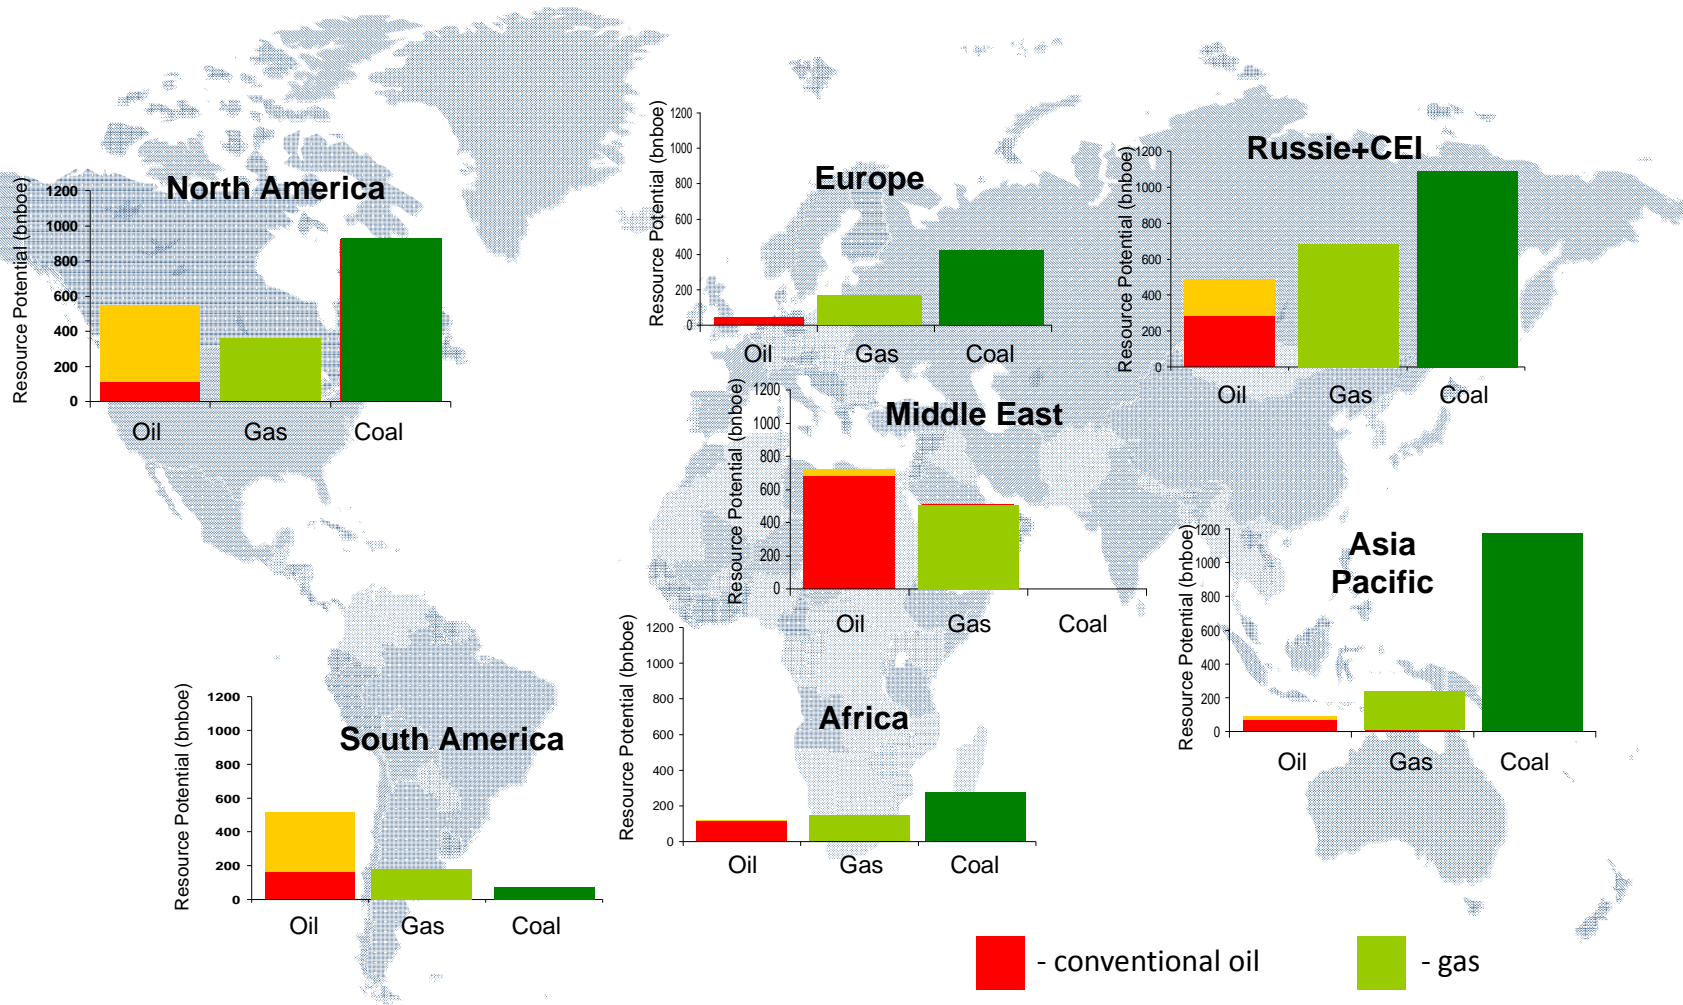 North America
Resource Potential (bnboe)
1200
1000
800
600
400
200
0
Oil Gas Coal
Europe
Resource Potential (bnboe)
1200
1000
800
600
400
200
0
Oil Gas Coal
Russie+CEI
Resource Potential (bnboe)
1200
1000
800
600
400
200
0
Oil Gas Coal
Middle East
Resource Potential (bnboe)
1200
1000
800
600
400
200
0
Oil Gas Coal
Asia
Pacific
Resource Potential (bnboe)
1200
1000
800
600
400
200
0
Oil Gas Coal
Africa
Resource Potential (bnboe)
1200
1000
800
600
400
200
0
Oil Gas Coal
South America
Resource Potential (bnboe)
1200
1000
800
600
400
200
0
Oil Gas Coal
- conventional oil
- gas